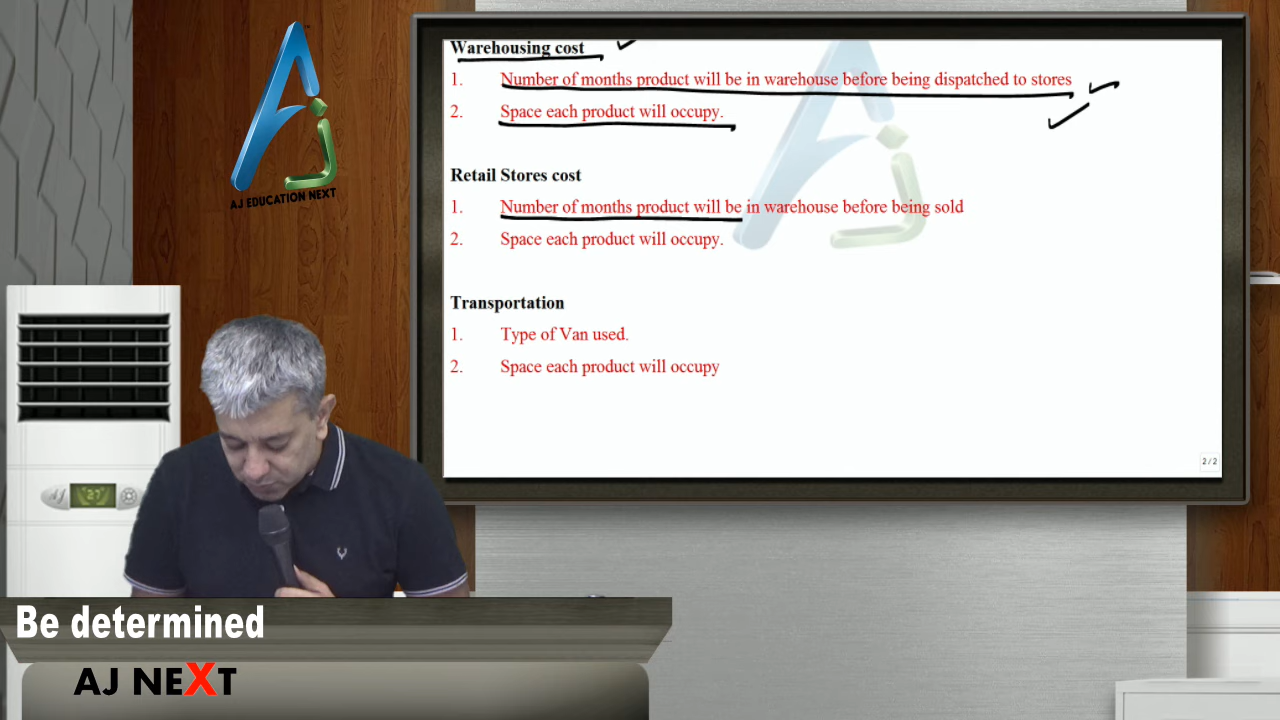 AJ EDUCATION NEXT
Warehousing cost
1. Number of months product will be in warehouse before being dispatched to stores
2. Space each product will occupy.
Retail Stores cost
1. Number of months product will be in warehouse before being sold
2. Space each product will occupy.
Transportation
1. Type of Van used.
2. Space each product will occupy
2/2
AJ
27
Be determined
AJ NEXT